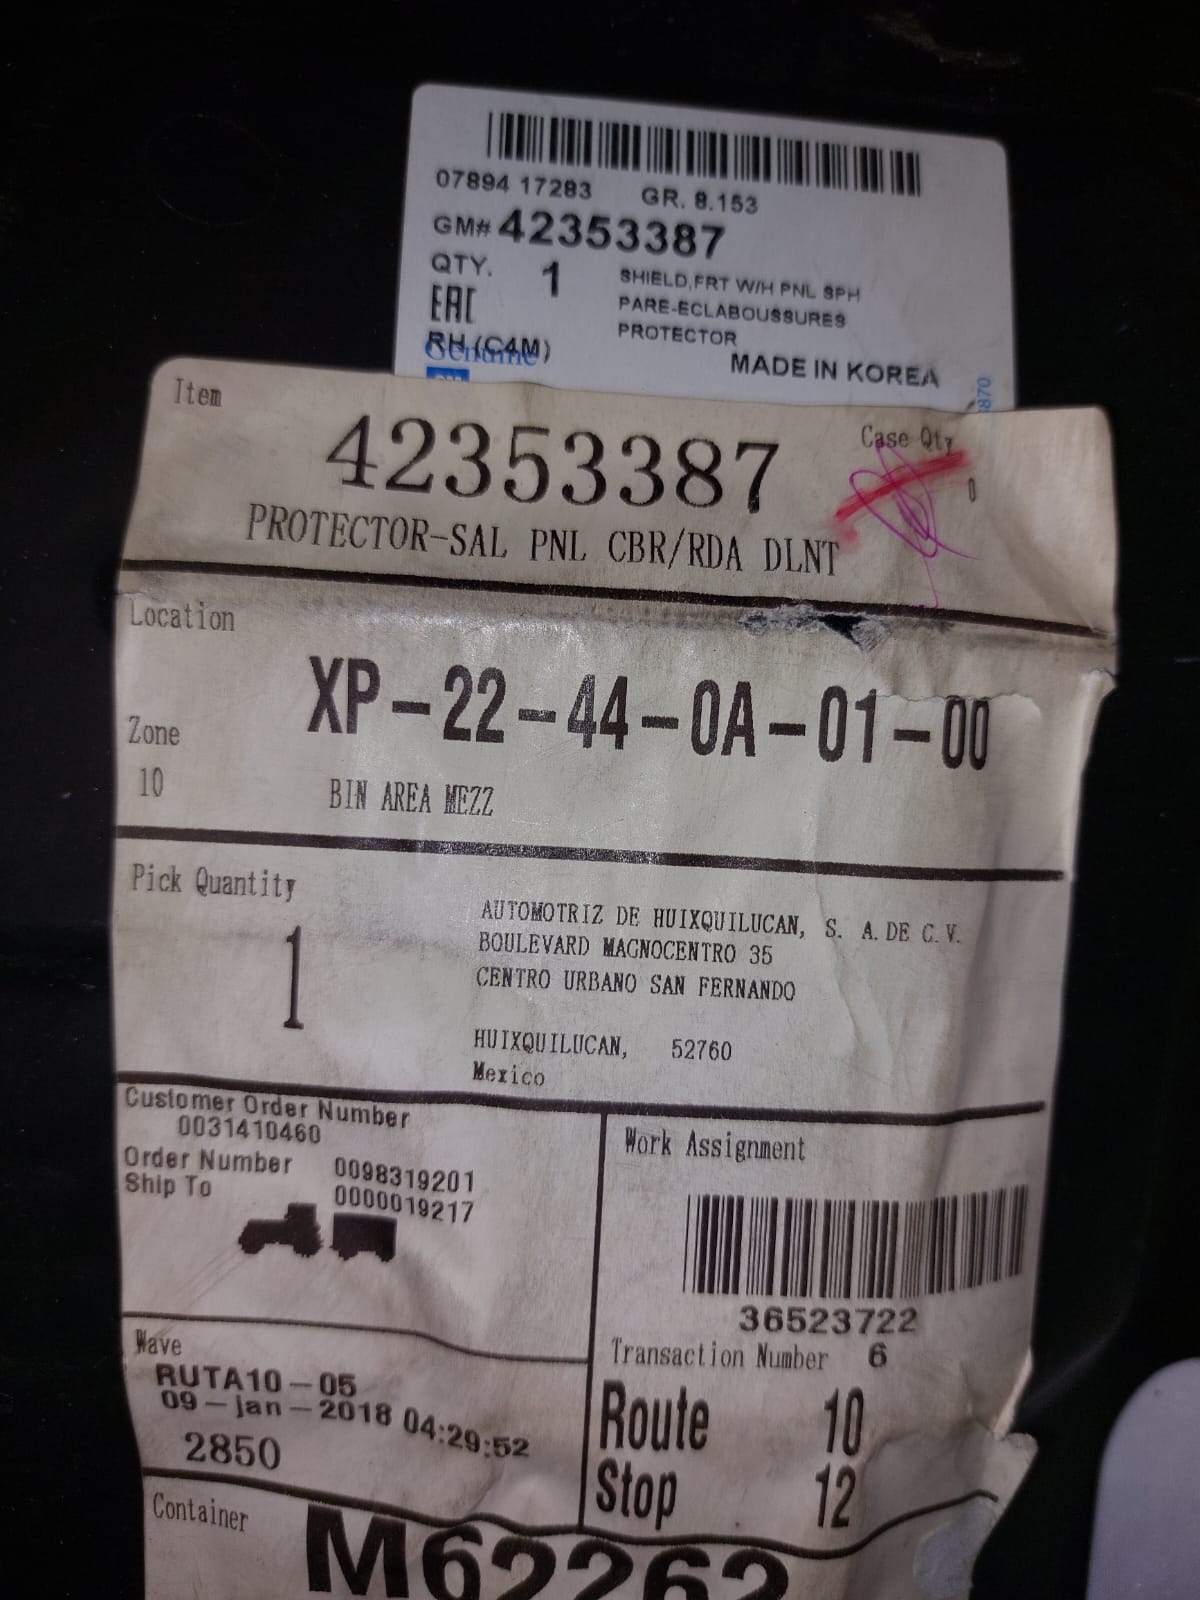 07894 17283 GR. 8.153
GM# 42353387
QTY. 1 SHIELD,FRT W/H PNL SPH
EAC PARE-ECLABOUSSURES
PROTECTOR
RH (C4M) MADE IN KOREA
Genuine
GM
Item
Case Qty
42353387
0
PROTECTOR-SAL PNL CBR/RDA DLNT
Location
XP-22-44-0A-01-00
Zone
10 BIN AREA MEZZ
Pick Quantity
1
AUTOMOTRIZ DE HUIXQUILUCAN, S. A. DE C. V.
BOULEVARD MAGNOCENTRO 35
CENTRO URBANO SAN FERNANDO
HUIXQUILUCAN, 52760
Mexico
Customer Order Number
0031410460
Order Number 0098319201
Ship To 0000019217
Work Assignment
36523722
Transaction Number 6
Wave
RUTA10-05
09-jan-2018 04:29:52
2850
Route 10
Stop 12
Container
M62262